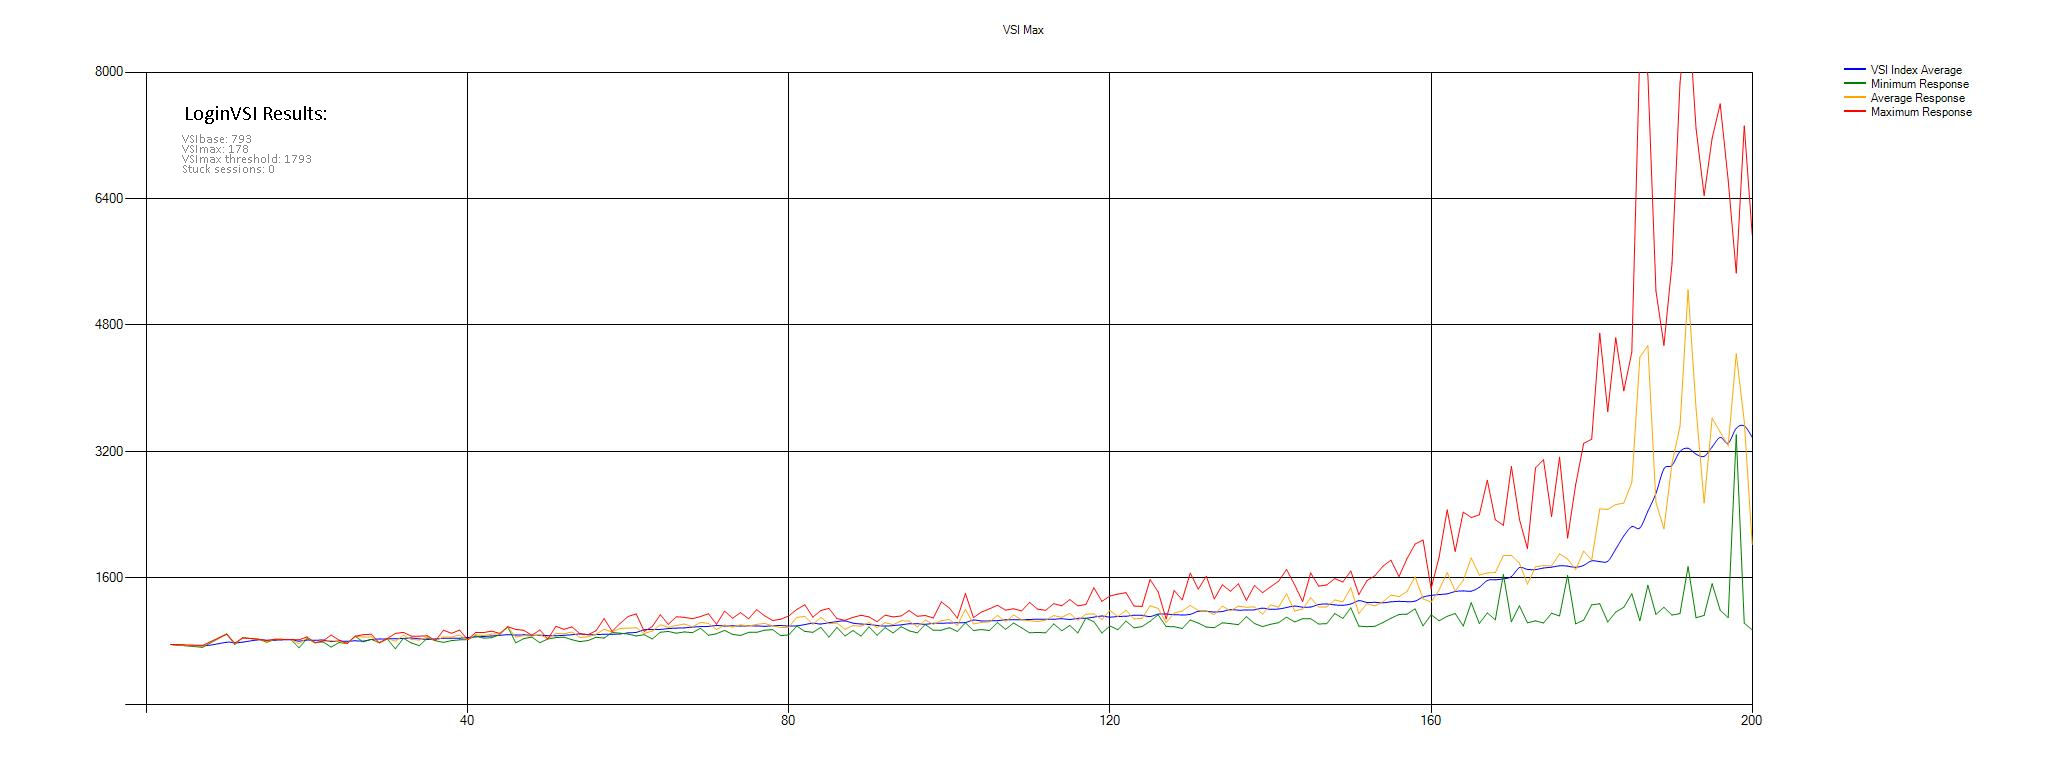 VSI Max
8000
6400
4800
3200
1600
40
80
120
160
200
LoginVSI Results:
VSIbase: 793
VSImax: 178
VSImax threshold: 1793
Stuck sessions: 0
VSI Index Average
Minimum Response
Average Response
Maximum Response